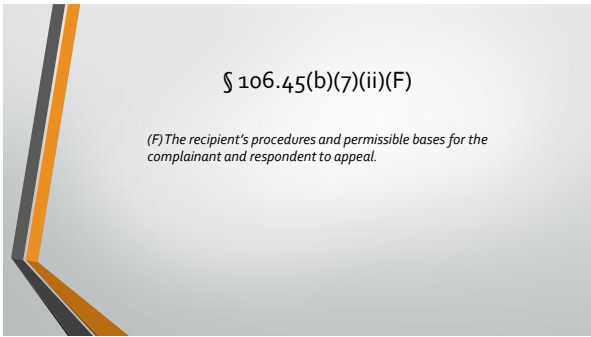 § 106.45(b)(7)(ii)(F)
(F) The recipient's procedures and permissible bases for the
complainant and respondent to appeal.